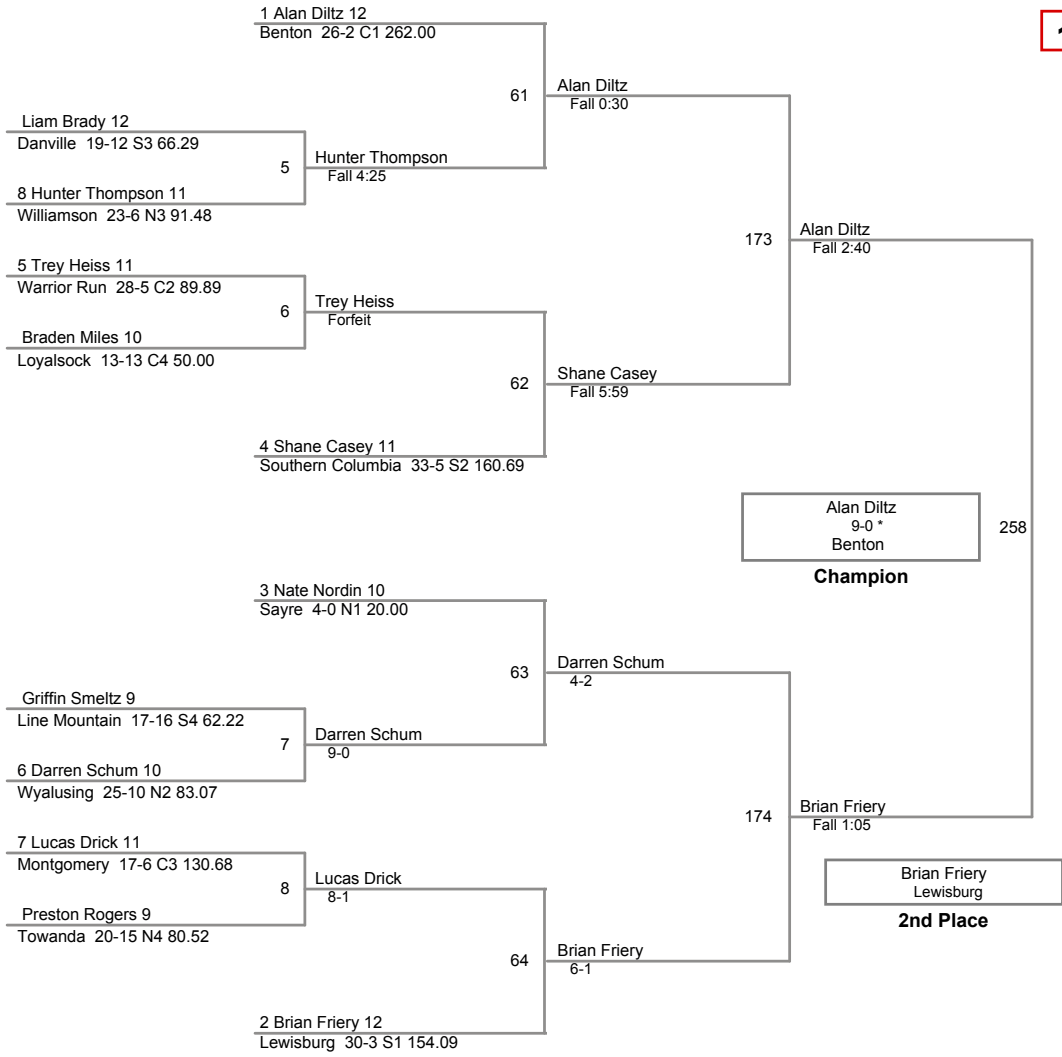 1 Alan Diltz 12
Benton 26-2 C1 262.00
61
Alan Diltz
Fall 0:30
Liam Brady 12
Danville 19-12 S3 66.29
5
Hunter Thompson
Fall 4:25
8 Hunter Thompson 11
Williamson 23-6 N3 91.48
173
Alan Diltz
Fall 2:40
5 Trey Heiss 11
Warrior Run 28-5 C2 89.89
6
Trey Heiss
Forfeit
Braden Miles 10
Loyalsock 13-13 C4 50.00
62
Shane Casey
Fall 5:59
4 Shane Casey 11
Southern Columbia 33-5 S2 160.69
Alan Diltz
9-0 *
Benton
258
Champion
3 Nate Nordin 10
Sayre 4-0 N1 20.00
63
Darren Schum
4-2
Griffin Smeltz 9
Line Mountain 17-16 S4 62.22
7
Darren Schum
9-0
6 Darren Schum 10
Wyalusing 25-10 N2 83.07
174
Brian Friery
Fall 1:05
7 Lucas Drick 11
Montgomery 17-6 C3 130.68
8
Lucas Drick
8-1
Brian Friery
Lewisburg
2nd Place
Preston Rogers 9
Towanda 20-15 N4 80.52
64
Brian Friery
6-1
2 Brian Friery 12
Lewisburg 30-3 S1 154.09